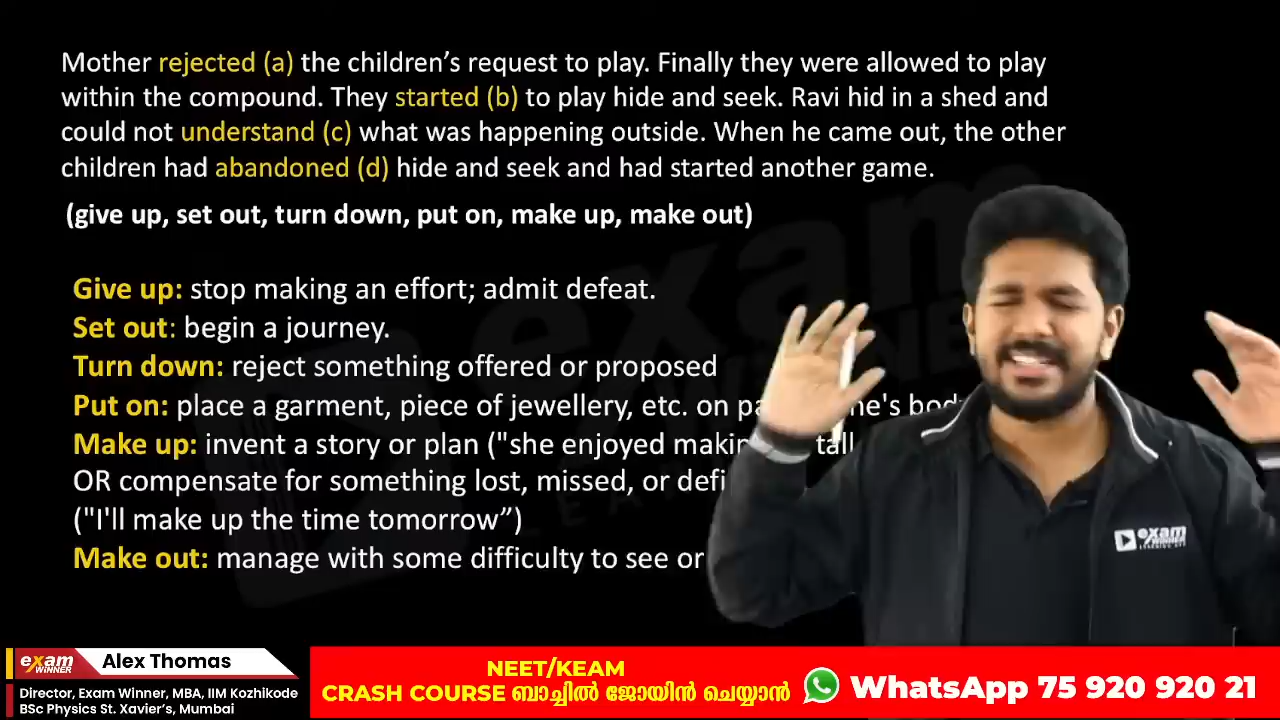 Mother rejected (a) the children’s request to play. Finally they were allowed to play
within the compound. They started (b) to play hide and seek. Ravi hid in a shed and
could not understand (c) what was happening outside. When he came out, the other
children had abandoned (d) hide and seek and had started another game.
(give up, set out, turn down, put on, make up, make out)
Give up: stop making an effort; admit defeat.
Set out: begin a journey.
Turn down: reject something offered or proposed
Put on: place a garment, piece of jewellery, etc. on
Make up: invent a story or plan ("she enjoyed tall
OR compensate for something lost, missed, or
("I'll make up the time tomorrow”)
Make out: manage with some difficulty to see or
exam
WINNER
exam
WINNER
Alex Thomas
Director, Exam Winner, MBA, IIM Kozhikode
BSc Physics St. Xavier’s, Mumbai
NEET/KEAM
CRASH COURSE ബാച്ചിൽ ജോയിൻ ചെയ്യാൻ
WhatsApp 75 920 920 21